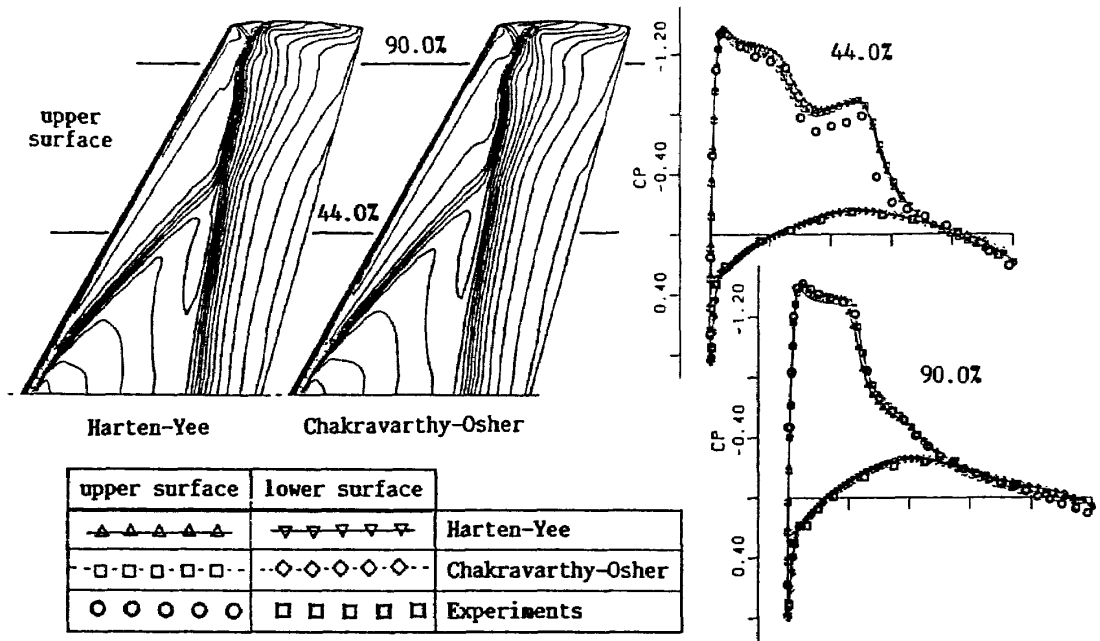 90.0%
upper
surface
44.0%
Harten-Yee
Chakravarthy-Osher
-1.20
-0.40
CP
0.40
44.0%
-1.20
-0.40
CP
0.40
90.0%
upper surface lower surface
Harten-Yee
Chakravarthy-Osher
Experiments